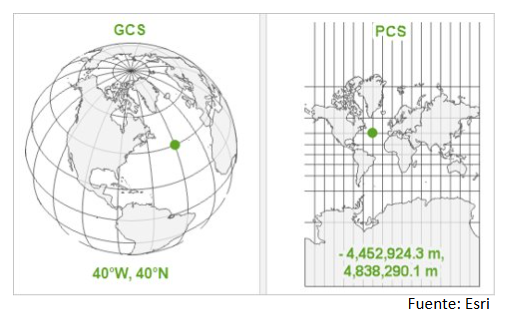 GCS
PCS
40°W, 40°N
- 4,452,924.3 m,
4,838,290.1 m
Fuente: Esri